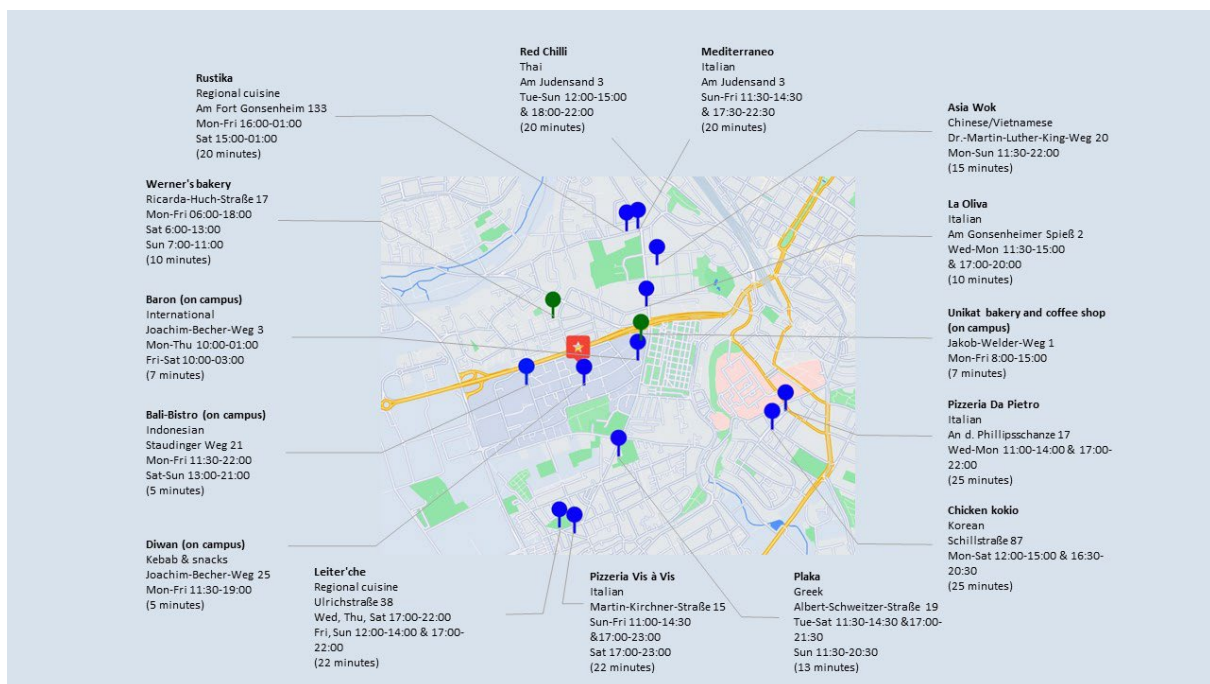 Red Chilli
Thai
Am Judensand 3
Tue-Sun 12:00-15:00
& 18:00-22:00
(20 minutes)
Mediterraneo
Italian
Am Judensand 3
Sun-Fri 11:30-14:30
& 17:30-22:30
(20 minutes)
Rustika
Regional cuisine
Am Fort Gonsenheim 133
Mon-Fri 16:00-01:00
Sat 15:00-01:00
(20 minutes)
Asia Wok
Chinese/Vietnamese
Dr.-Martin-Luther-King-Weg 20
Mon-Sun 11:30-22:00
(15 minutes)
Werner's bakery
Ricarda-Huch-Straße 17
Mon-Fri 06:00-18:00
Sat 6:00-13:00
Sun 7:00-11:00
(10 minutes)
La Oliva
Italian
Am Gonsenheimer Spieß 2
Wed-Mon 11:30-15:00
& 17:00-20:00
(10 minutes)
Baron (on campus)
International
Joachim-Becher-Weg 3
Mon-Thu 10:00-01:00
Fri-Sat 10:00-03:00
(7 minutes)
Unikat bakery and coffee shop
(on campus)
Jakob-Welder-Weg 1
Mon-Fri 8:00-15:00
(7 minutes)
Bali-Bistro (on campus)
Indonesian
Staudinger Weg 21
Mon-Fri 11:30-22:00
Sat-Sun 13:00-21:00
(5 minutes)
Pizzeria Da Pietro
Italian
An d. Phillipsschanze 17
Wed-Mon 11:00-14:00 & 17:00-
22:00
(25 minutes)
Diwan (on campus)
Kebab & snacks
Joachim-Becher-Weg 25
Mon-Fri 11:30-19:00
(5 minutes)
Chicken kokio
Korean
Schillstraße 87
Mon-Sat 12:00-15:00 & 16:30-
20:30
(25 minutes)
Leiter'che
Regional cuisine
Ulrichstraße 38
Wed, Thu, Sat 17:00-22:00
Fri, Sun 12:00-14:00 & 17:00-
22:00
(22 minutes)
Pizzeria Vis à Vis
Italian
Martin-Kirchner-Straße 15
Sun-Fri 11:00-14:30
&17:00-23:00
Sat 17:00-23:00
(22 minutes)
Plaka
Greek
Albert-Schweitzer-Straße 19
Tue-Sat 11:30-14:30 &17:00-
21:30
Sun 11:30-20:30
(13 minutes)